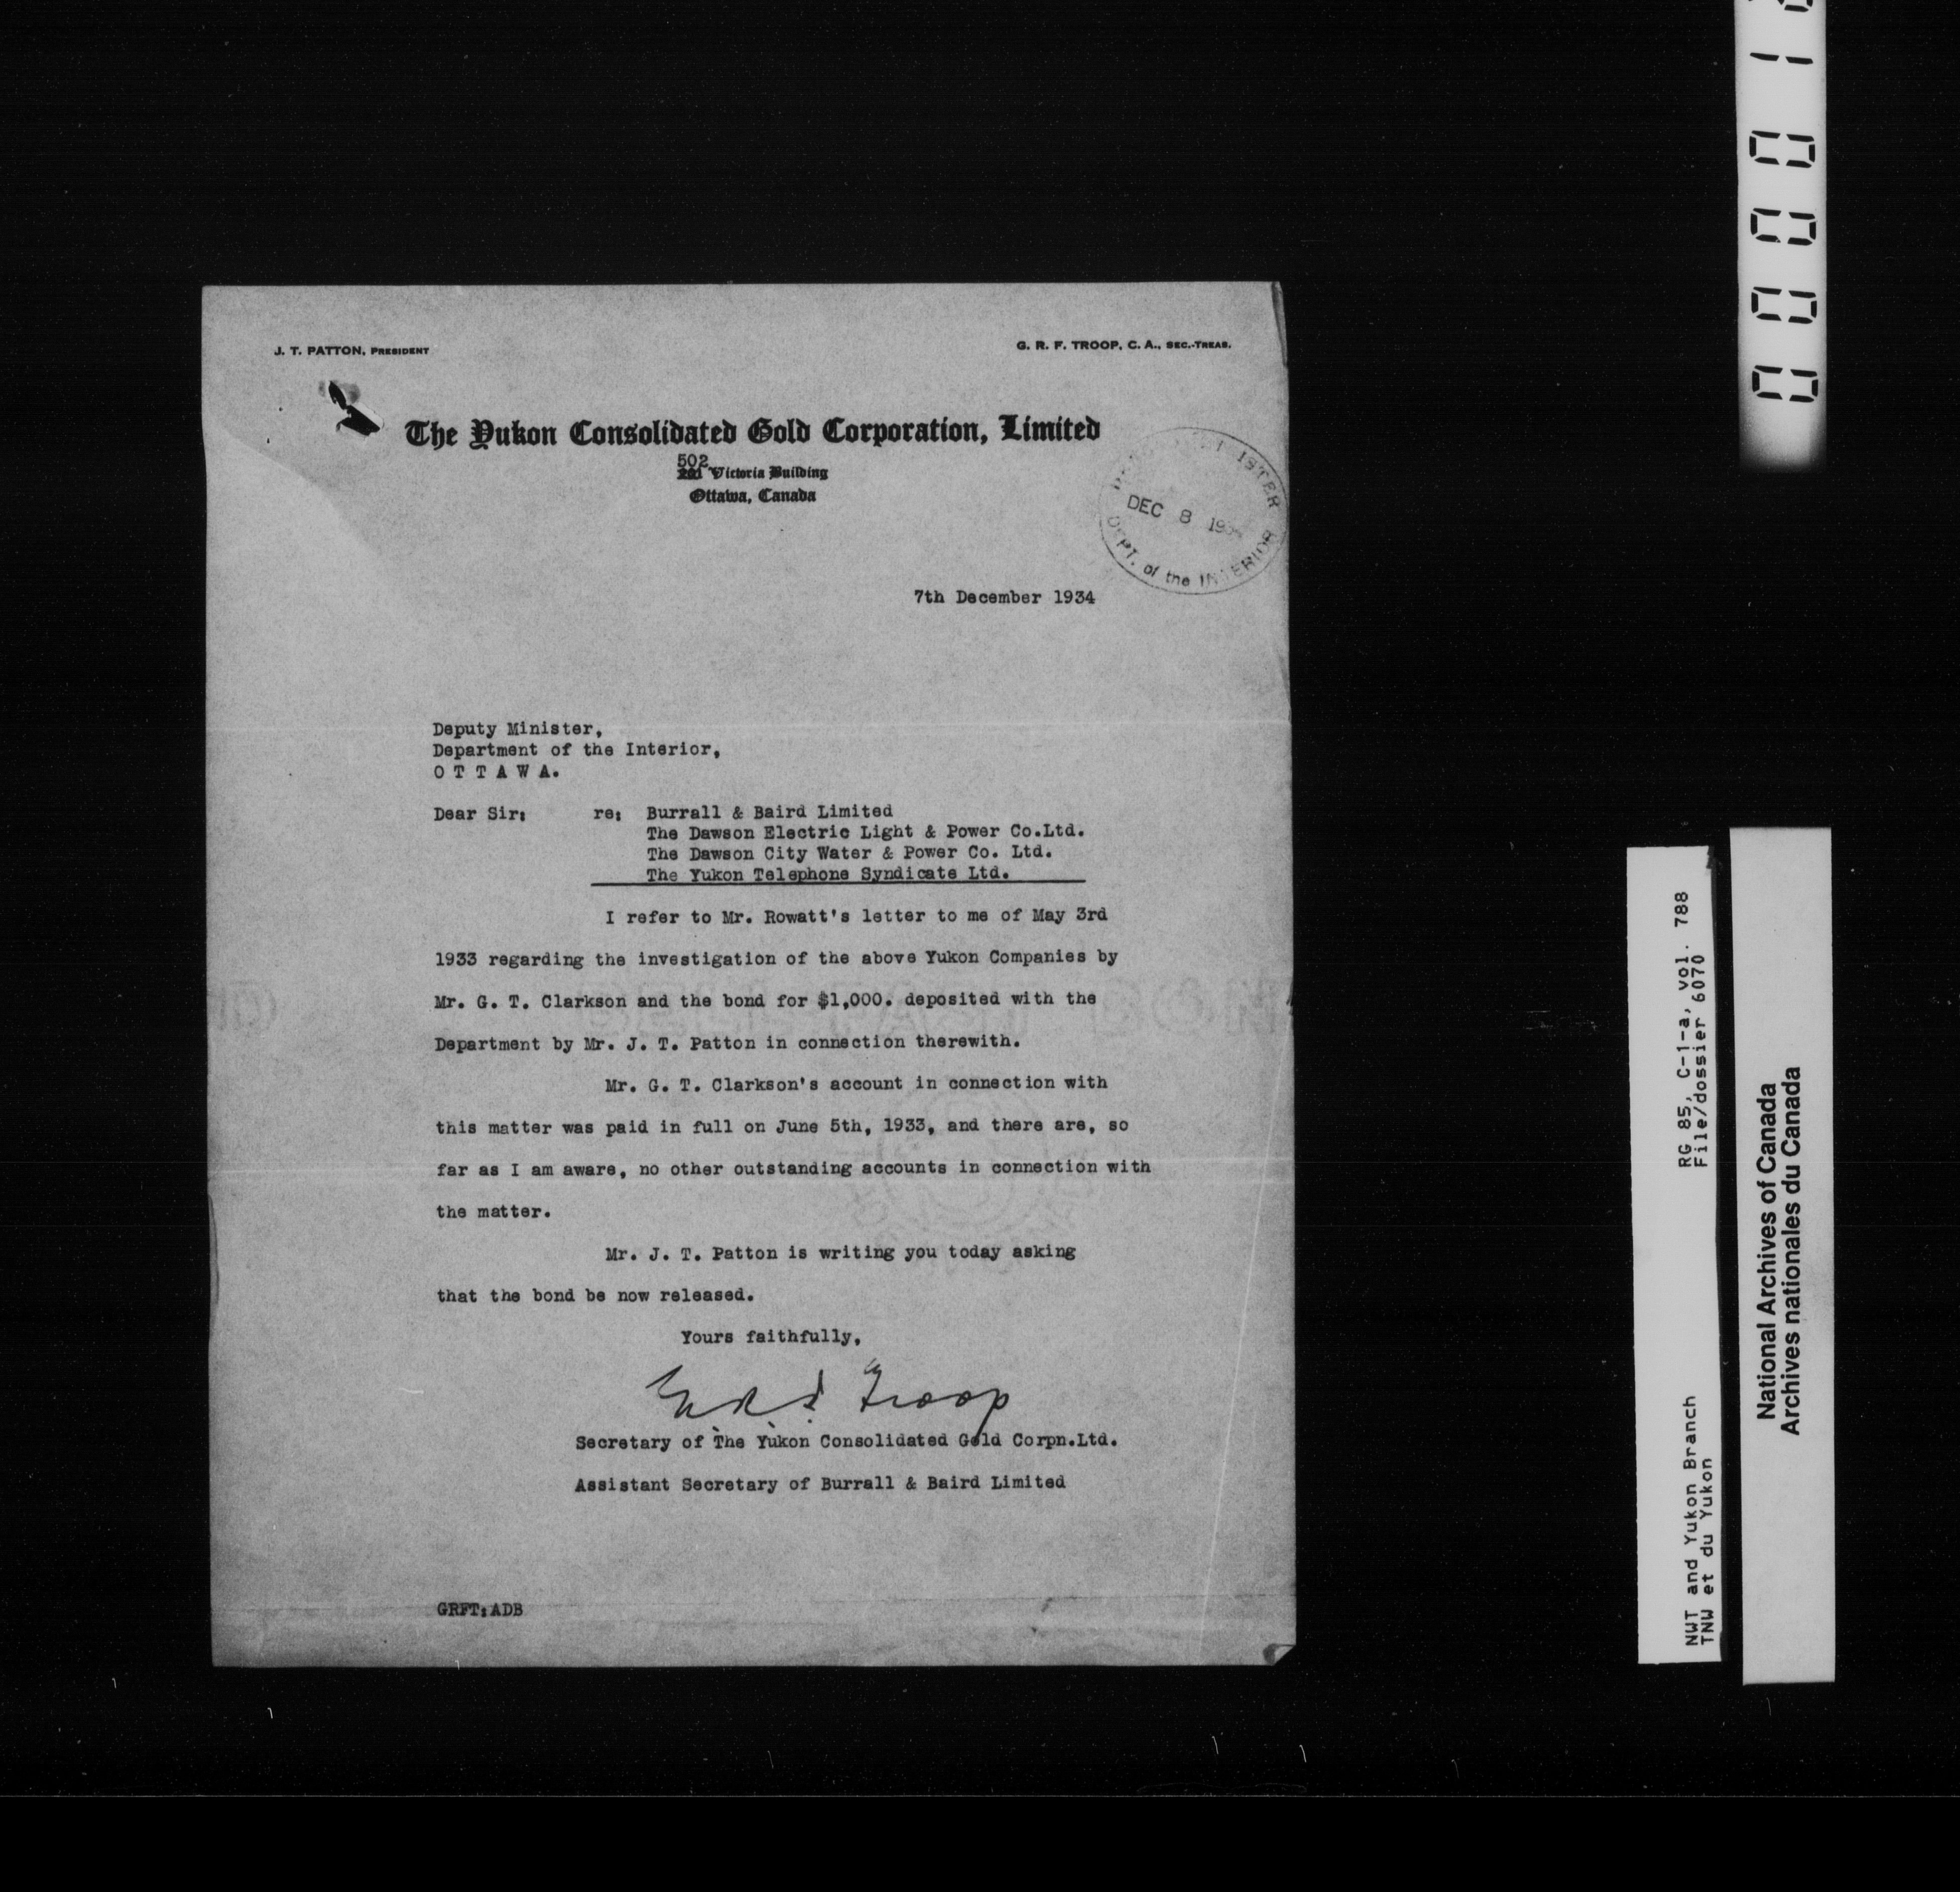 J. T. PATTON, PRESIDENT
G. R. F. TROOP, C. A., SEC.-TREAS.
The Yukon Consolidated Gold Corporation, Limited
502
Victoria Building
Ottawa, Canada
DEC 8 193
DEPT. of the INTERIOR
7th December 1934
Deputy Minister,
Department of the Interior,
O T T A W A.
Dear Sir: re: Burrall & Baird Limited
The Dawson Electric Light & Power Co.Ltd.
The Dawson City Water & Power Co. Ltd.
The Yukon Telephone Syndicate Ltd.
I refer to Mr. Rowatt's letter to me of May 3rd
1933 regarding the investigation of the above Yukon Companies by
Mr. G. T. Clarkson and the bond for $1,000. deposited with the
Department by Mr. J. T. Patton in connection therewith.
Mr. G. T. Clarkson's account in connection with
this matter was paid in full on June 5th, 1933, and there are, so
far as I am aware, no other outstanding accounts in connection with
the matter.
Mr. J. T. Patton is writing you today asking
that the bond be now released.
Yours faithfully,
G.R.F. Troop
Secretary of The Yukon Consolidated Gold Corpn.Ltd.
Assistant Secretary of Burrall & Baird Limited
GRFT:ADB
RG 85, C-1-a, vol. 788
File/dossier 6070
NWT and Yukon Branch
TNW et du Yukon
National Archives of Canada
Archives nationales du Canada